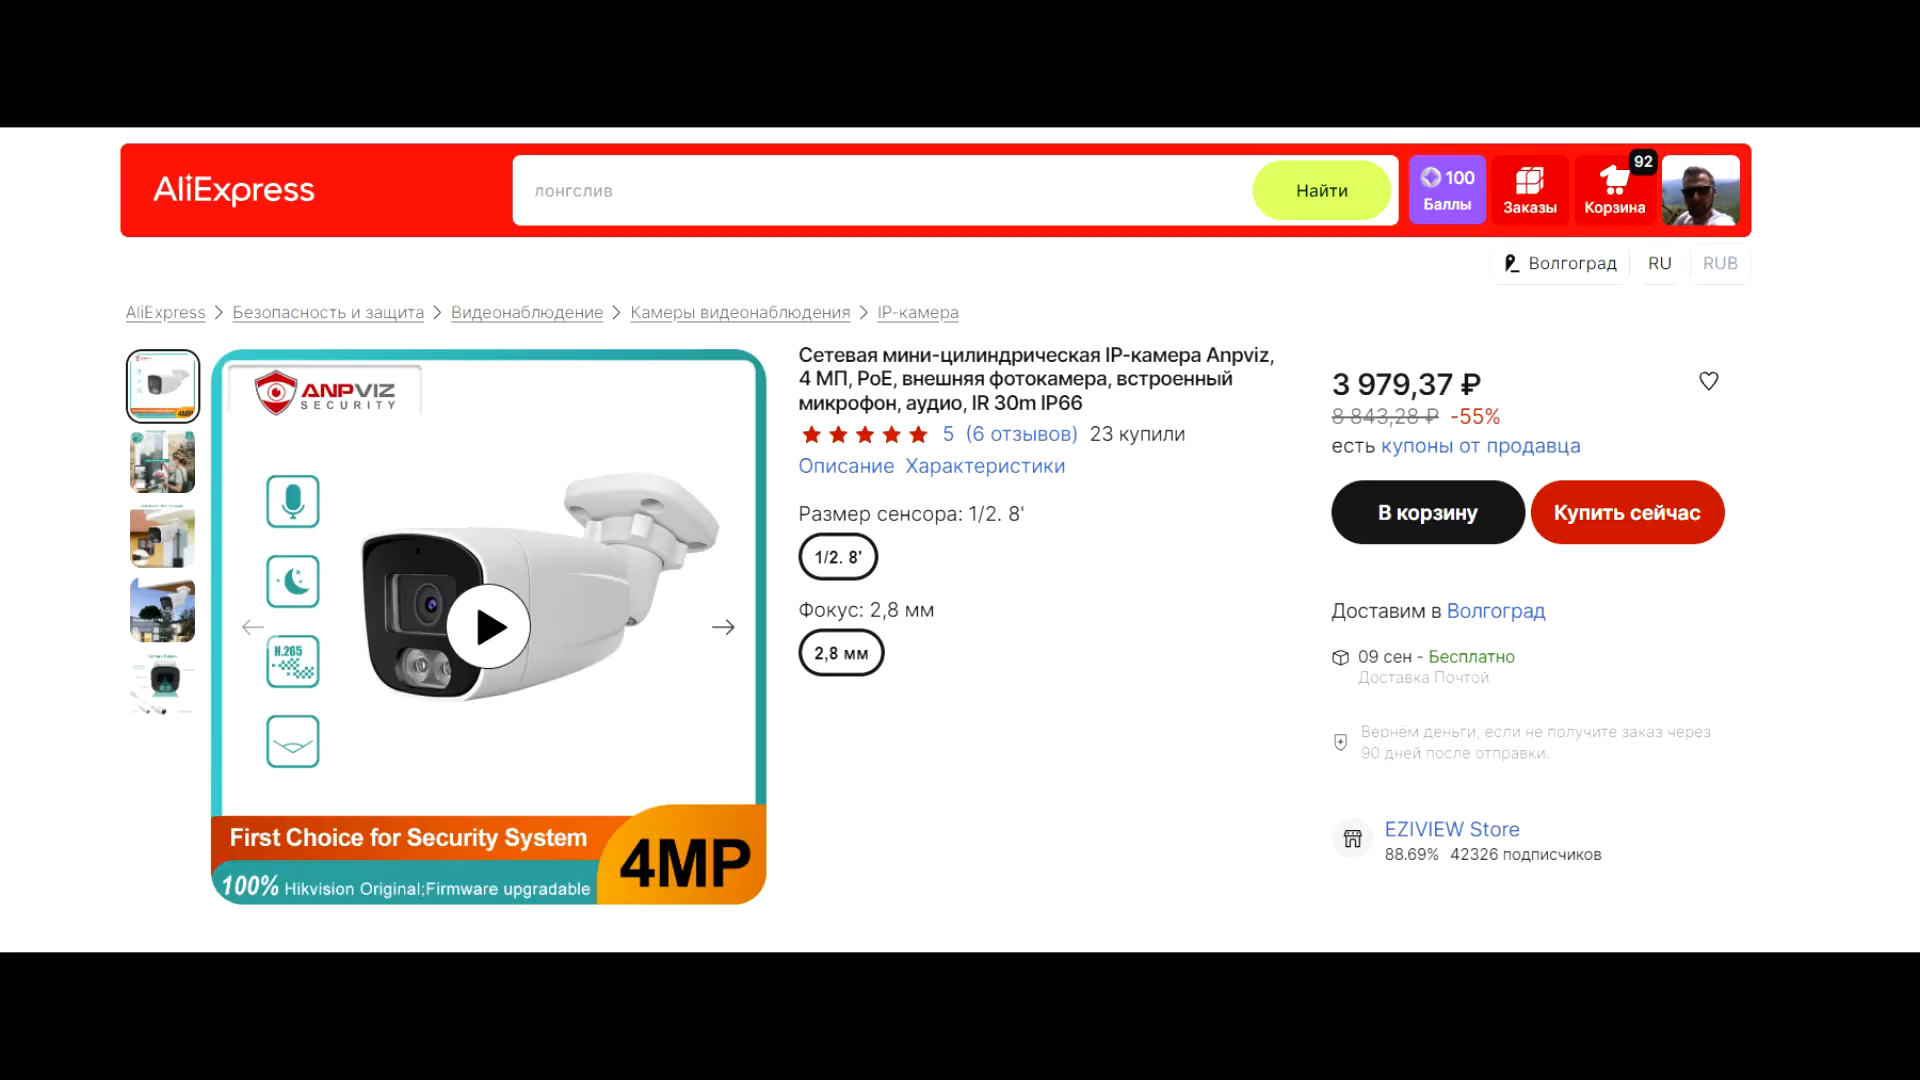 AliExpress
лонгслив
Найти
100
Баллы
Заказы
92
Корзина
Волгоград
RU
RUB
AliExpress
Безопасность и защита
Видеонаблюдение
Камеры видеонаблюдения
IP-камера
ANPVIZ
SECURITY
H.265
First Choice for Security System
100% Hikvision Original;Firmware upgradable
4MP
Сетевая мини-цилиндрическая IP-камера Anpviz,
4 МП, PoE, внешняя фотокамера, встроенный
микрофон, аудио, IR 30m IP66
5 (6 отзывов) 23 купили
Описание Характеристики
Размер сенсора: 1/2. 8'
1/2. 8'
Фокус: 2,8 мм
2,8 мм
3 979,37 ₽
8 843,28 ₽ -55%
есть купоны от продавца
В корзину
Купить сейчас
Доставим в Волгоград
09 сен - Бесплатно
Доставка Почтой
Вернём деньги, если не получите заказ через
90 дней после отправки.
EZIVIEW Store
88.69% 42326 подписчиков